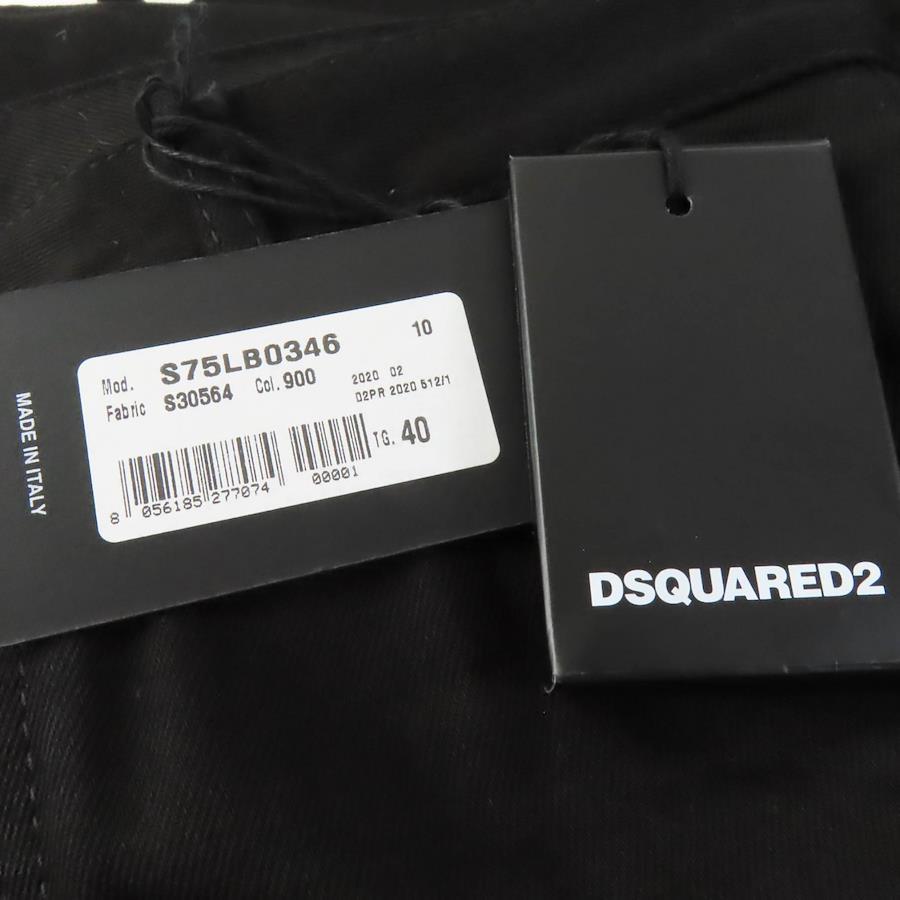 MADE IN ITALY
Mod. S75LB0346 10
Fabric S30564 Col. 900 2020 02
02PR 2020 512/1
TG. 40
00001
8 056185 277074
DSQUARED2